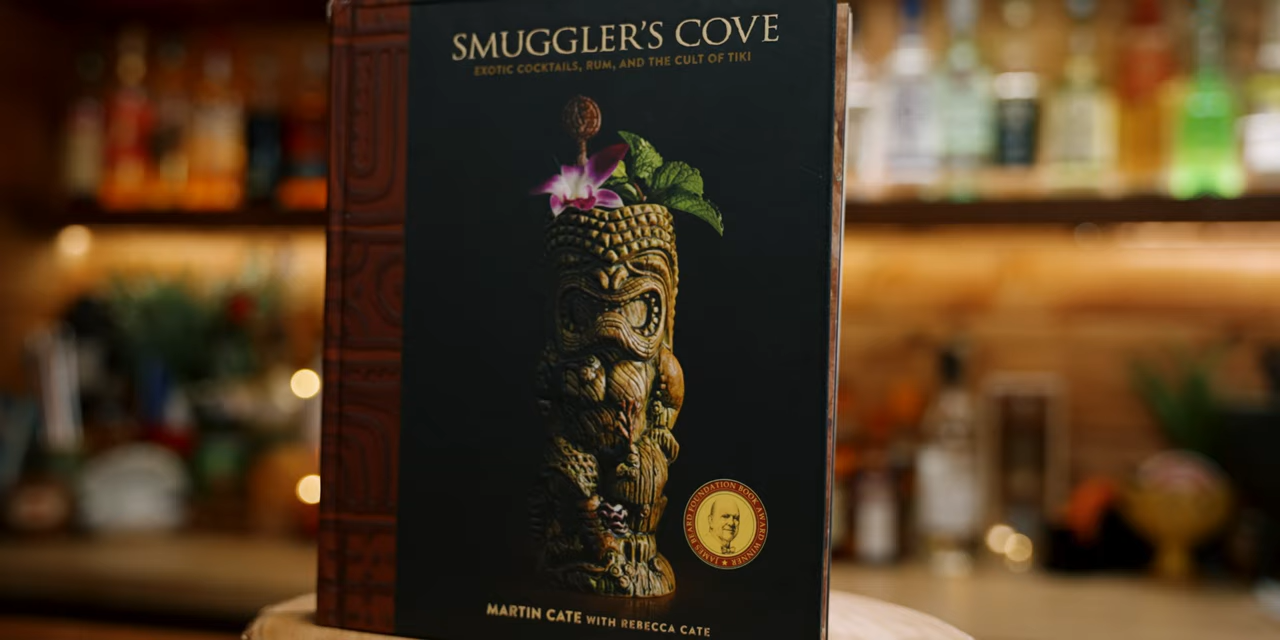 SMUGGLER'S COVE
EXOTIC COCKTAILS, RUM, AND THE CULT OF TIKI
JAMES BEARD FOUNDATION BOOK AWARD WINNER
MARTIN CATE WITH REBECCA CATE